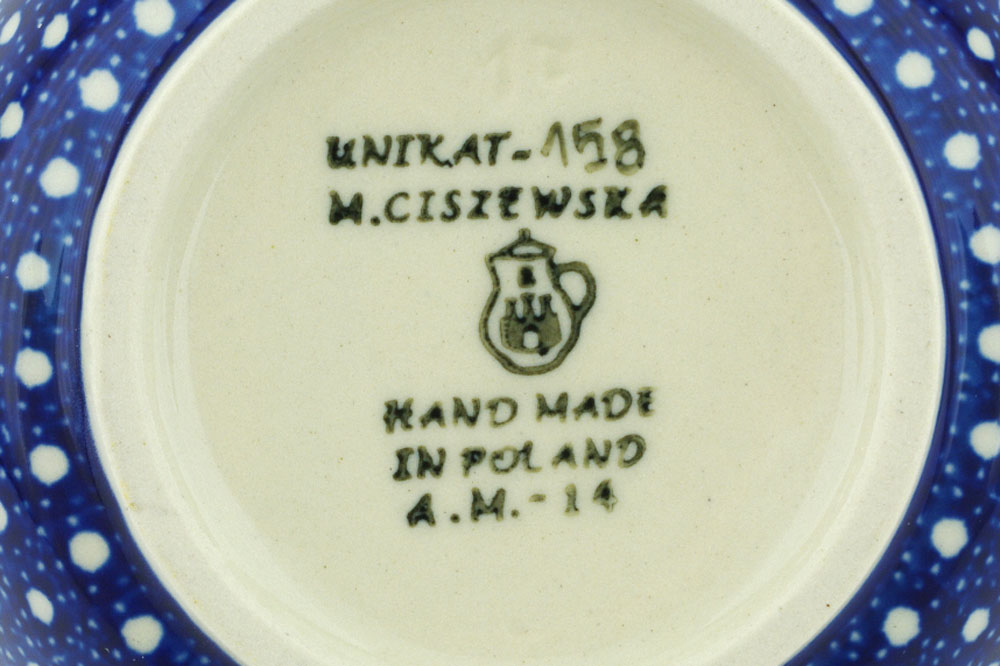 UNIKAT-158
M.CISZEWSKA
HAND MADE
IN POLAND
A.M.-14